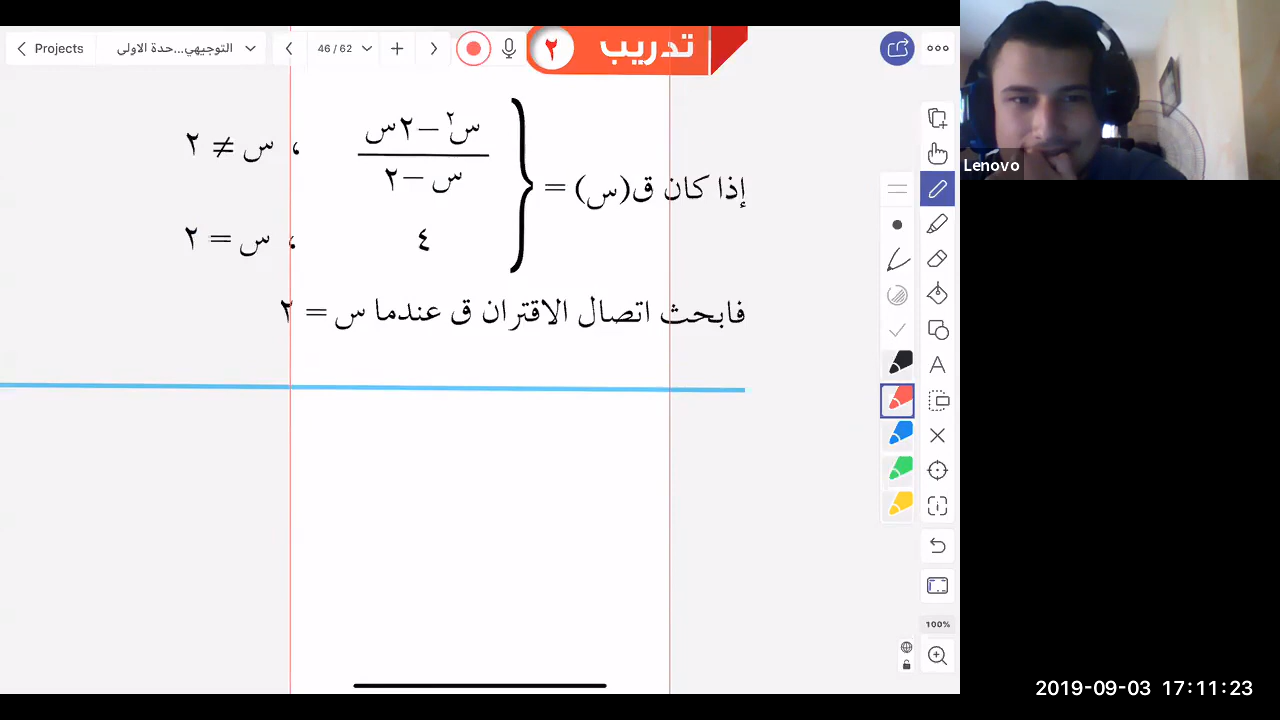 Projects
التوجيهي...حدة الاولى
46 / 62
تدريب ٢
Lenovo
إذا كان ق(س) =
س٢ − ٢س
س − ٢
، س ≠ ٢
٤ ، س = ٢
فابحث اتصال الاقتران ق عندما س = ٢
A
100%
2019-09-03 17:11:23